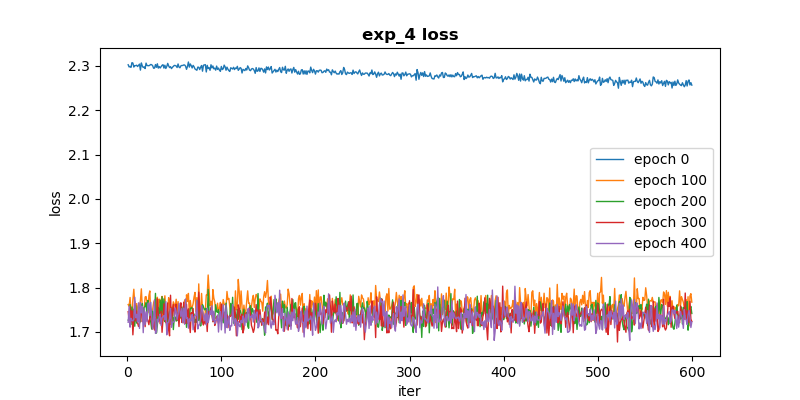 exp_4 loss
2.3
2.2
2.1
2.0
1.9
1.8
1.7
loss
epoch 0
epoch 100
epoch 200
epoch 300
epoch 400
0 100 200 300 400 500 600
iter